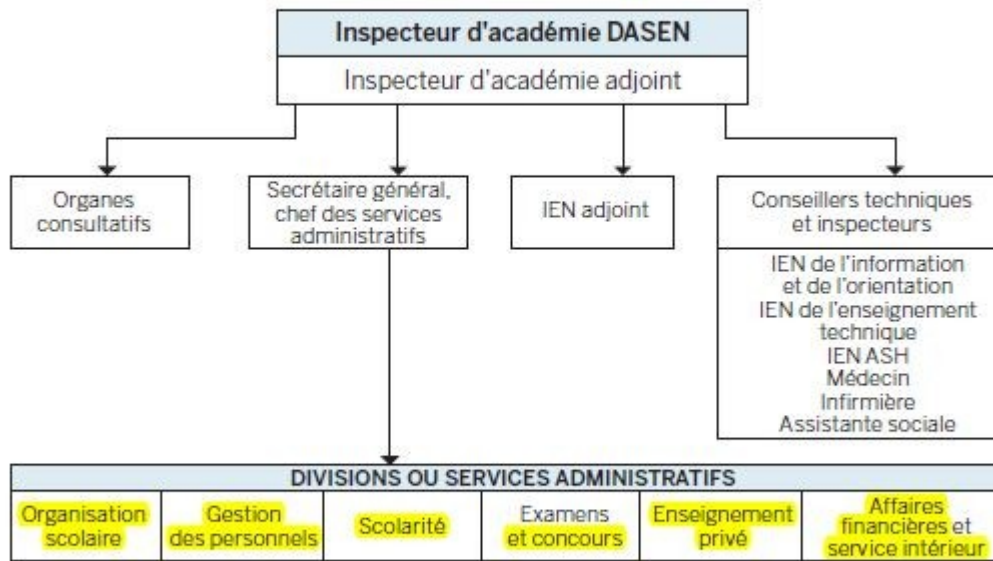 Inspecteur d'académie DASEN
Inspecteur d'académie adjoint
Organes
consultatifs
Secrétaire général,
chef des services
administratifs
IEN adjoint
Conseillers techniques
et inspecteurs
IEN de l'information
et de l'orientation
IEN de l'enseignement
technique
IEN ASH
Médecin
Infirmière
Assistante sociale
DIVISIONS OU SERVICES ADMINISTRATIFS
Organisation
scolaire
Gestion
des personnels
Scolarité
Examens
et concours
Enseignement
privé
Affaires
financières et
service intérieur